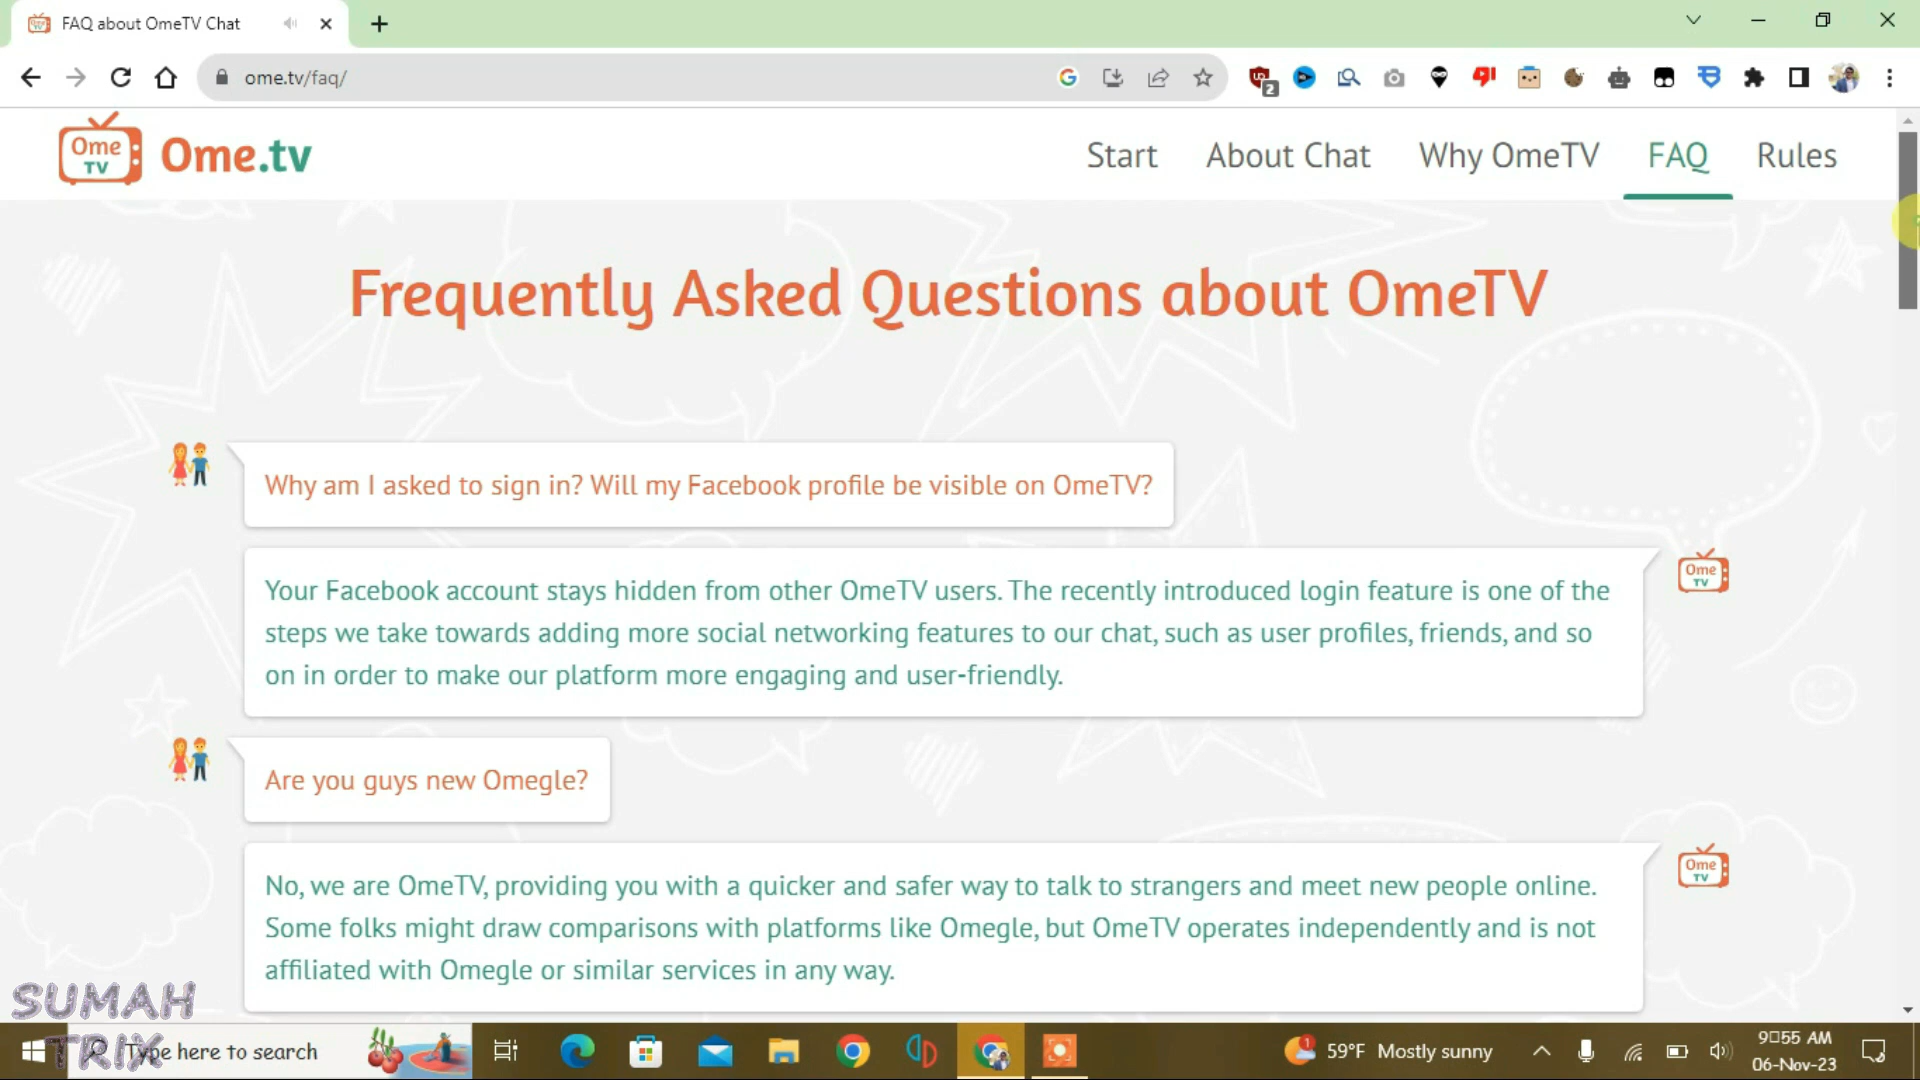 FAQ about OmeTV Chat
ome.tv/faq/
2
Ome TV
Ome.tv
Start
About Chat
Why OmeTV
FAQ
Rules
Frequently Asked Questions about OmeTV
Why am I asked to sign in? Will my Facebook profile be visible on OmeTV?
Your Facebook account stays hidden from other OmeTV users. The recently introduced login feature is one of the
steps we take towards adding more social networking features to our chat, such as user profiles, friends, and so
on in order to make our platform more engaging and user-friendly.
Ome TV
Are you guys new Omegle?
No, we are OmeTV, providing you with a quicker and safer way to talk to strangers and meet new people online.
Some folks might draw comparisons with platforms like Omegle, but OmeTV operates independently and is not
affiliated with Omegle or similar services in any way.
Ome TV
SUMAH
TRIX
Type here to search
1
59°F Mostly sunny
9□55 AM
06-Nov-23